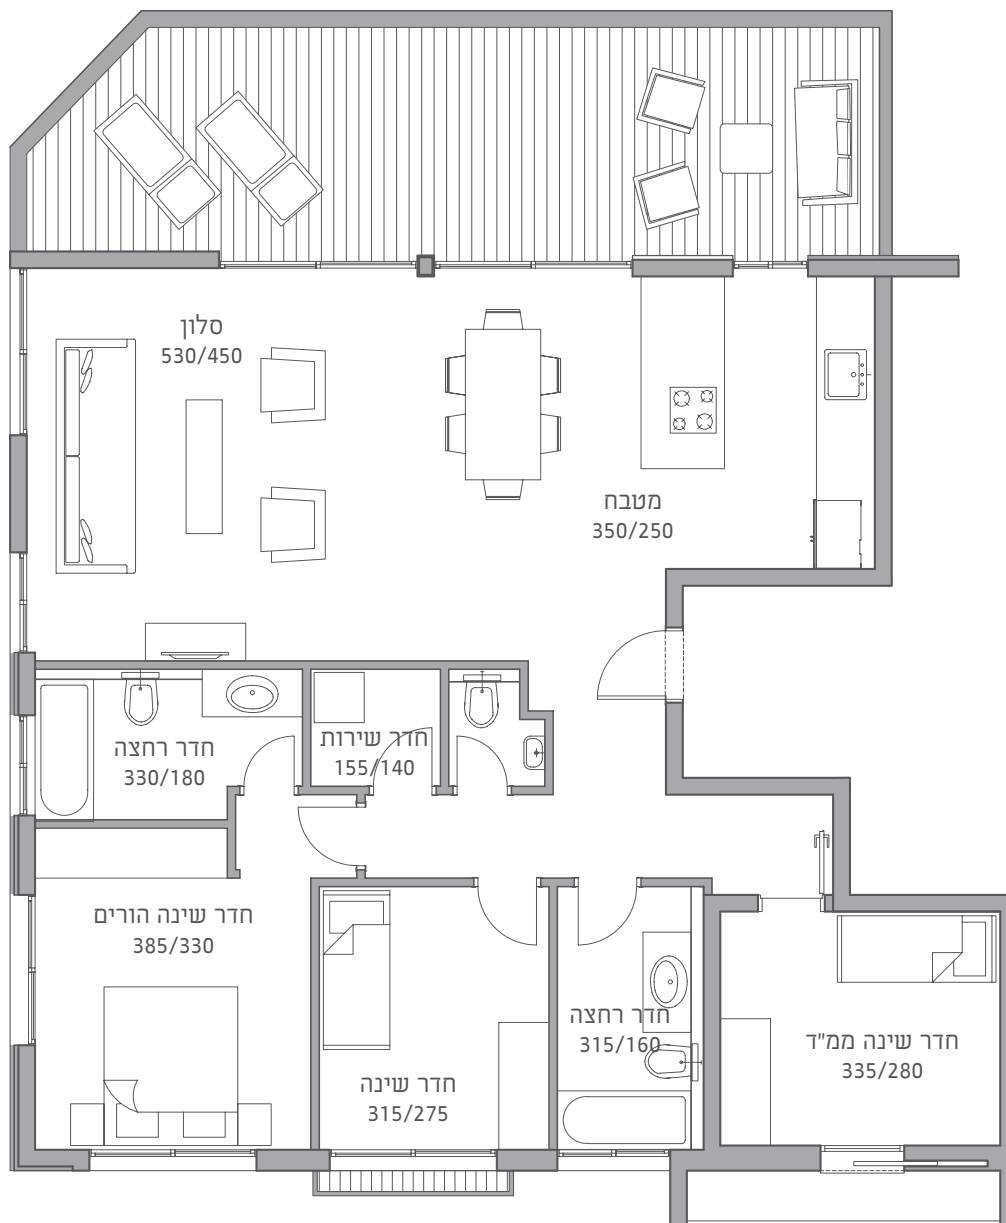 סלון
530/450
מטבח
350/250
חדר רחצה
330/180
חדר שירות
155/140
חדר שינה הורים
385/330
חדר שינה
315/275
חדר רחצה
315/160
חדר שינה ממ"ד
335/280